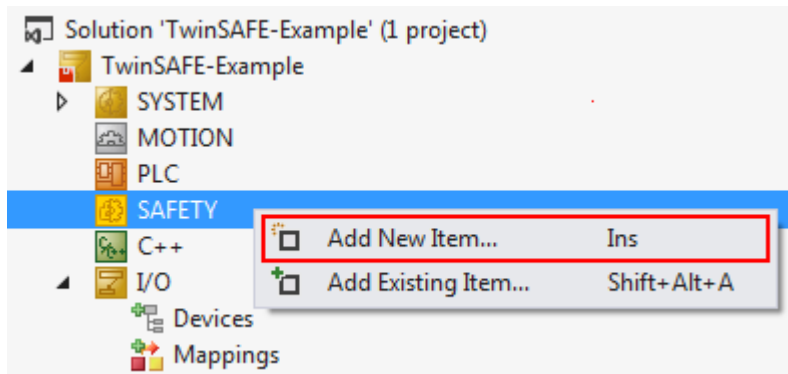 Solution 'TwinSAFE-Example' (1 project)
TwinSAFE-Example
SYSTEM
MOTION
PLC
SAFETY
Add New Item... Ins
C++
I/O
Add Existing Item... Shift+Alt+A
Devices
Mappings